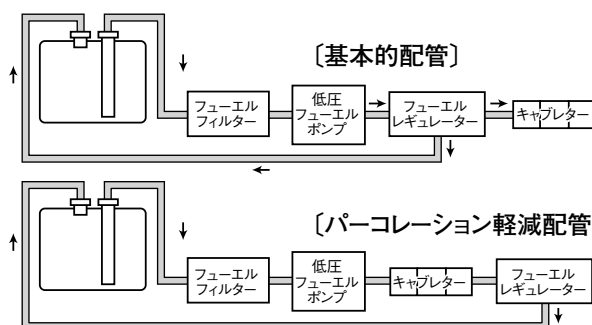 〔基本的配管〕
フューエル
フィルター
低圧
フューエル
ポンプ
フューエル
レギュレーター
キャブレター
〔パーコレーション軽減配管
フューエル
フィルター
低圧
フューエル
ポンプ
キャブレター
フューエル
レギュレーター